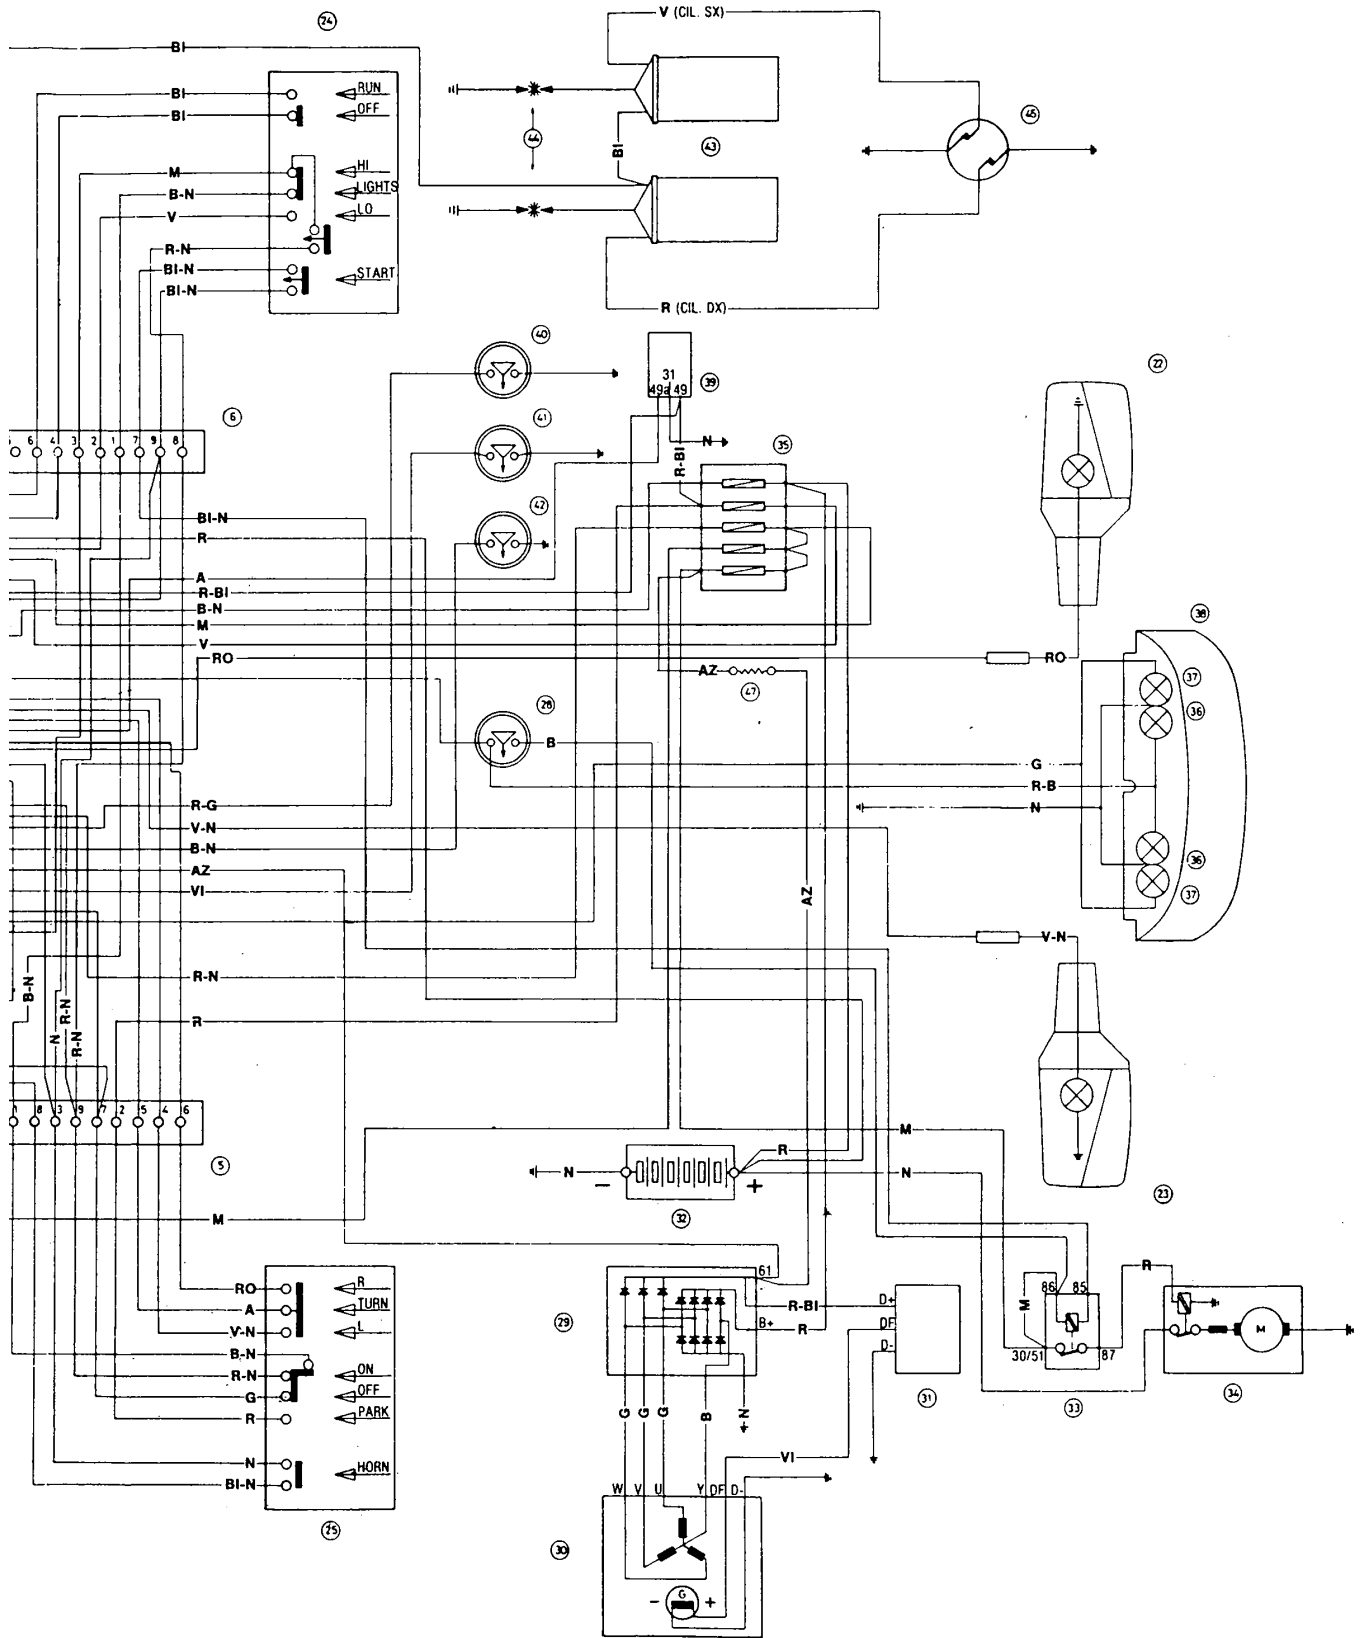 V (CIL. SX)
24
BI
BI
RUN
BI
OFF
44
BI
43
45
M
HI
B-N
LIGHTS
V
LO
R-N
BI-N
START
BI-N
R (CIL. DX)
40
22
31
49a 49
39
6
41
6 4 3 2 1 7 9 8
N
35
R-BI
42
BI-N
R
A
R-BI
B-N
M
38
V
RO
RO
AZ
47
37
36
28
B
G
R-B
R-G
N
V-N
B-N
36
AZ
VI
AZ
37
V-N
R-N
B-N
R-N
R
N
R-N
1 8 3 9 7 2 5 4 6
M
R
5
N
N
- +
23
32
M
61
86 85
R
RO
R
D+
M
A
TURN
29
R-BI
B+
DF
V-N
L
R
M
B-N
D-
30/51
87
R-N
ON
G
OFF
31
33
34
R
PARK
G G G B N
N
HORN
VI
BI-N
W V U Y DF D-
25
30
G
- +